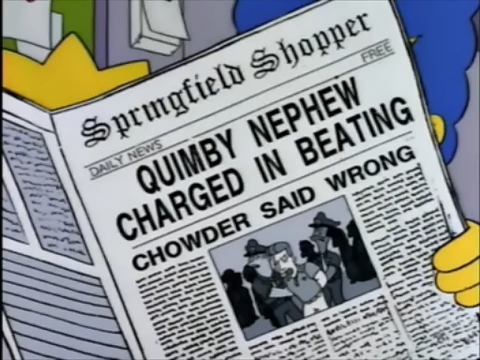 Springfield Shopper
FREE
DAILY NEWS
QUIMBY NEPHEW
CHARGED IN BEATING
CHOWDER SAID WRONG